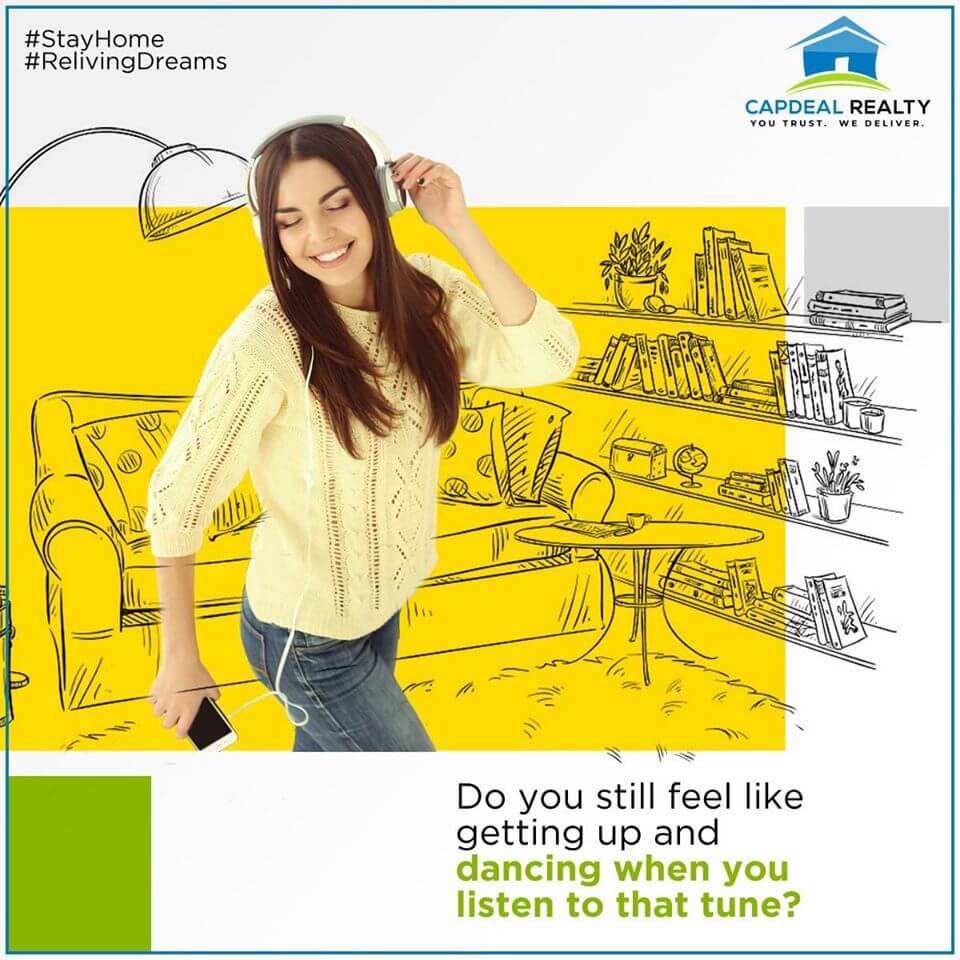 #StayHome
#RelivingDreams
CAPDEAL REALTY
YOU TRUST. WE DELIVER.
Do you still feel like
getting up and
dancing when you
listen to that tune?